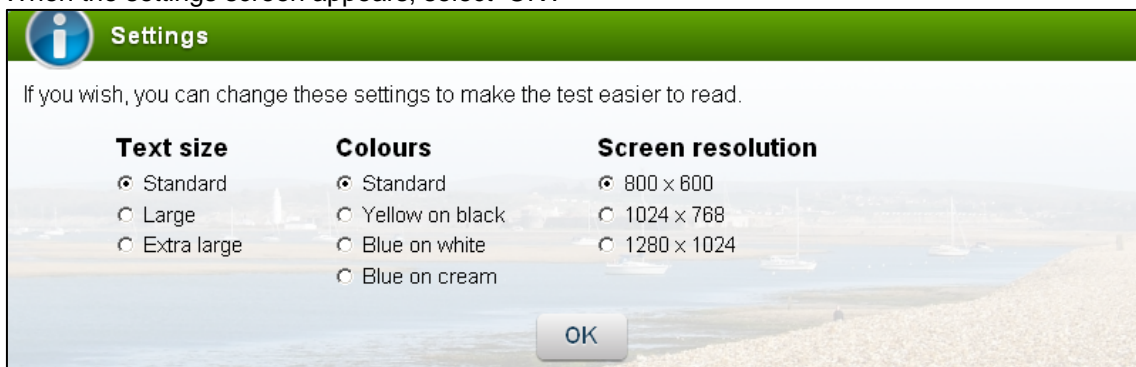 When the settings screen appears, select 'OK'.
Settings
If you wish, you can change these settings to make the test easier to read.
Text size
Standard
Large
Extra large
Colours
Standard
Yellow on black
Blue on white
Blue on cream
Screen resolution
800 x 600
1024 x 768
1280 x 1024
OK